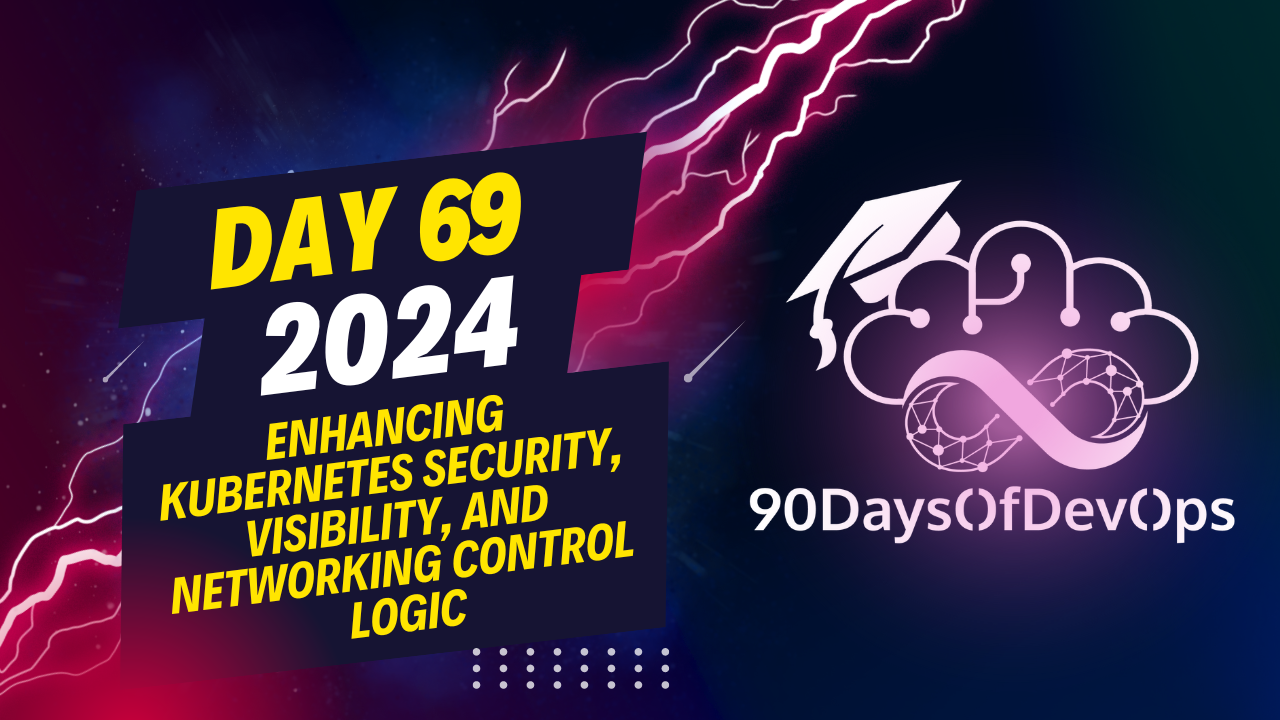 DAY 69
2024
ENHANCING
KUBERNETES SECURITY,
VISIBILITY, AND
NETWORKING CONTROL
LOGIC
90DaysOfDevOps